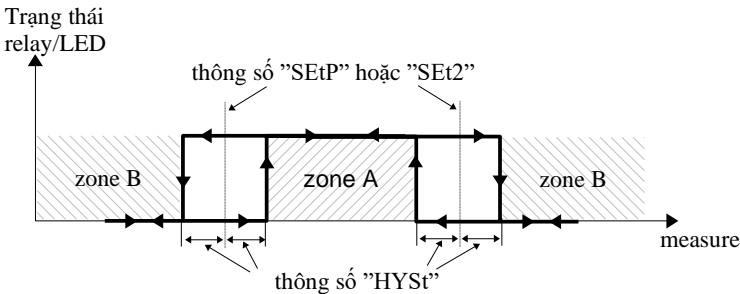 Trạng thái
relay/LED
thông số ”SEtP” hoặc ”SEt2”
zone B
zone A
zone B
measure
thông số ”HYSt”